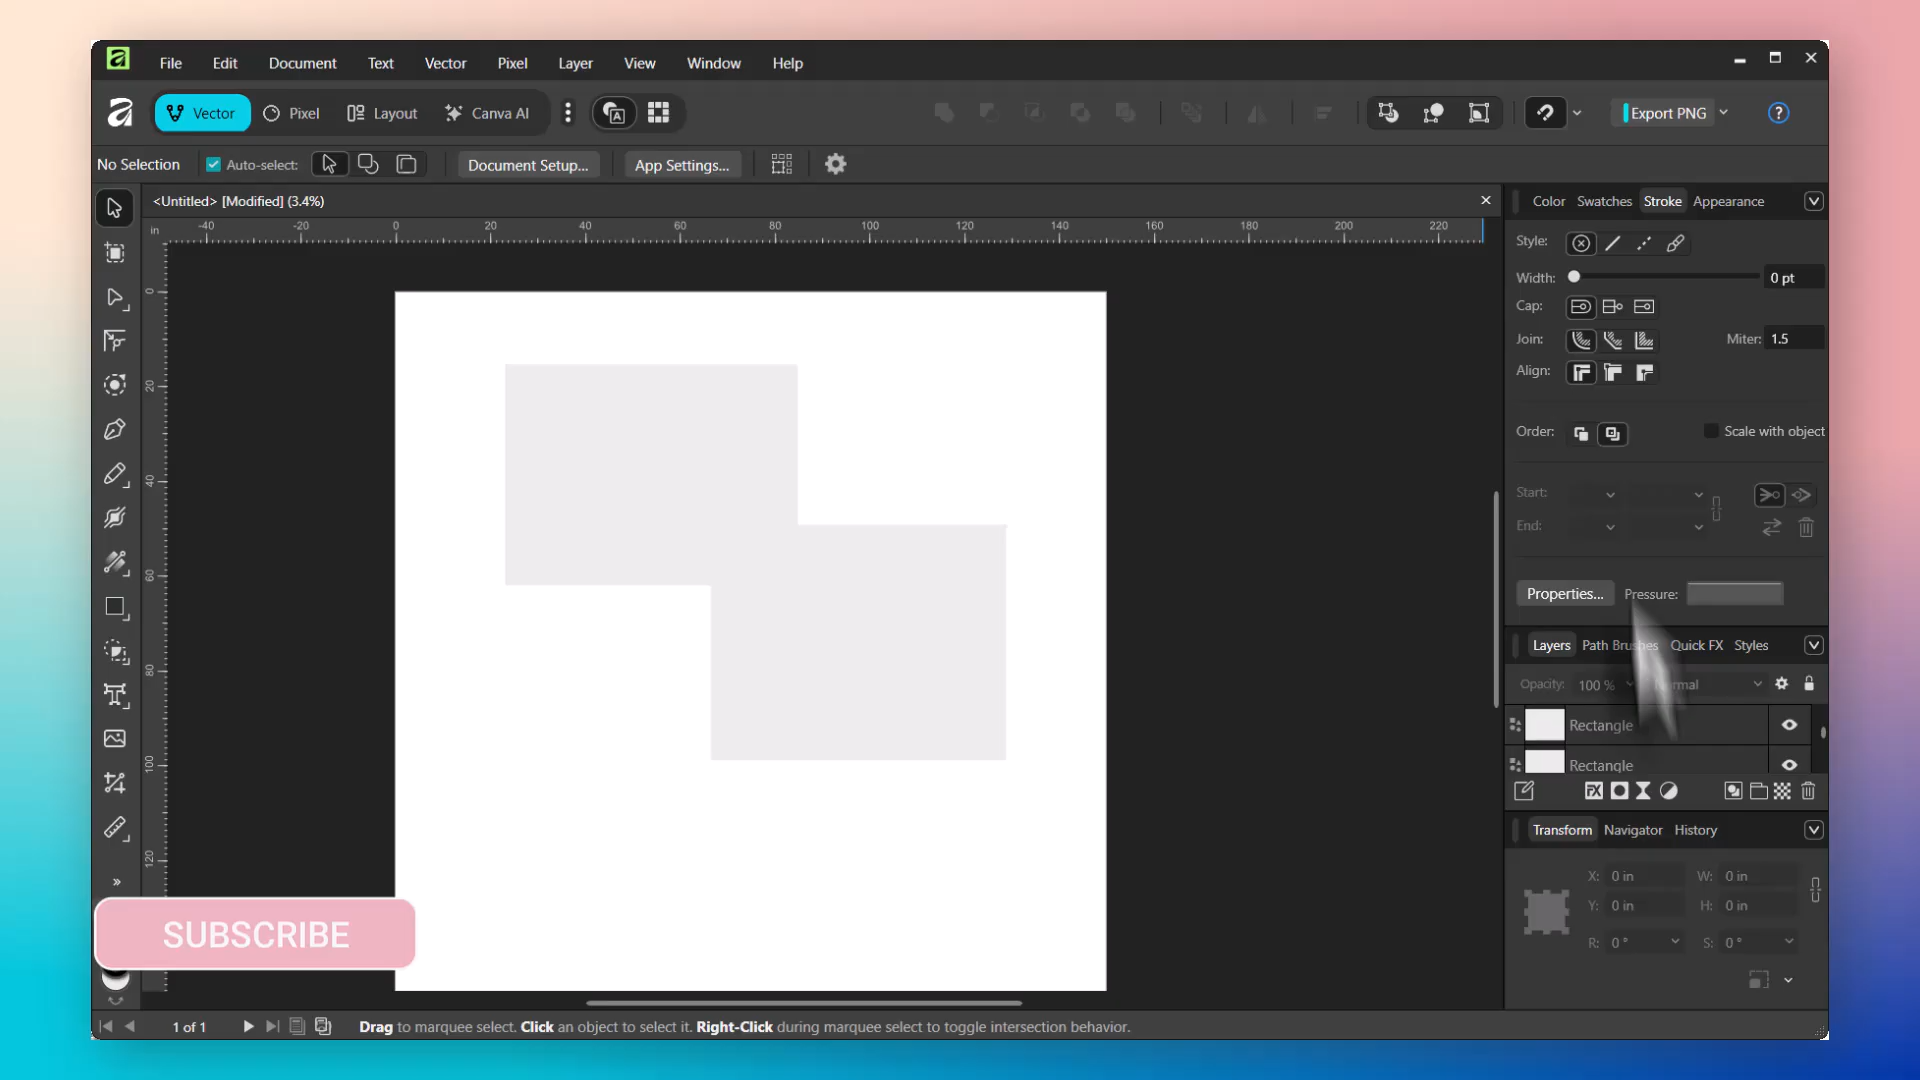 File Edit Document Text Vector Pixel Layer View Window Help
Vector Pixel Layout Canva AI Export PNG ?
No Selection Auto-select: Document Setup... App Settings...
<Untitled> [Modified] (3.4%)
Color Swatches Stroke Appearance
in -40 -20 0 20 40 60 80 100 120 140 160 180 200 220
0
20
40
60
80
100
120
Style:
Width: 0 pt
Cap:
Join: Miter: 1.5
Align:
Order: Scale with object
Start:
End:
Properties... Pressure:
Layers Path Brushes Quick FX Styles
Opacity: 100 % Normal
Rectangle
Rectangle
FX
Transform Navigator History
X: 0 in W: 0 in
Y: 0 in H: 0 in
R: 0 ° S: 0 °
SUBSCRIBE
1 of 1 Drag to marquee select. Click an object to select it. Right-Click during marquee select to toggle intersection behavior.